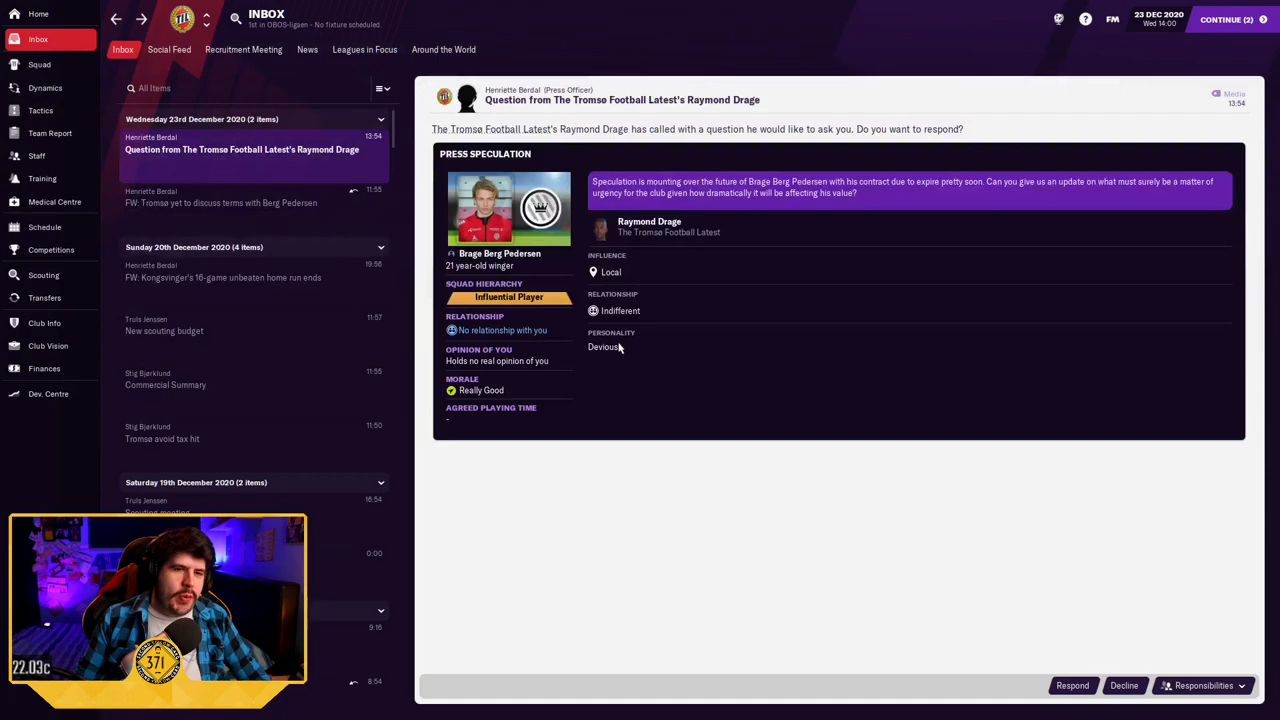 Home
Inbox
Squad
Dynamics
Tactics
Team Report
Staff
Training
Medical Centre
Schedule
Competitions
Scouting
Transfers
Club Info
Club Vision
Finances
Dev. Centre
TIL
INBOX
1st in OBOS-ligaen - No fixture scheduled.
FM
23 DEC 2020
Wed 14:00
CONTINUE (2)
Inbox
Social Feed
Recruitment Meeting
News
Leagues in Focus
Around the World
All Items
Wednesday 23rd December 2020 (2 items)
Henriette Berdal
13:54
Question from The Tromsø Football Latest's Raymond Drage
Henriette Berdal
11:55
FW: Tromsø yet to discuss terms with Berg Pedersen
Sunday 20th December 2020 (4 items)
Henriette Berdal
19:56
FW: Kongsvinger's 16-game unbeaten home run ends
Truls Jenssen
11:57
New scouting budget
Stig Bjørklund
11:55
Commercial Summary
Stig Bjørklund
11:50
Tromsø avoid tax hit
Saturday 19th December 2020 (2 items)
Truls Jenssen
16:54
Scouting meeting
0:00
9:16
8:54
Henriette Berdal (Press Officer)
Question from The Tromsø Football Latest's Raymond Drage
Media
13:54
The Tromsø Football Latest's Raymond Drage has called with a question he would like to ask you. Do you want to respond?
PRESS SPECULATION
Speculation is mounting over the future of Brage Berg Pedersen with his contract due to expire pretty soon. Can you give us an update on what must surely be a matter of
urgency for the club given how dramatically it will be affecting his value?
Raymond Drage
The Tromsø Football Latest
INFLUENCE
Local
RELATIONSHIP
Indifferent
PERSONALITY
Devious
Brage Berg Pedersen
21 year-old winger
SQUAD HIERARCHY
Influential Player
RELATIONSHIP
No relationship with you
OPINION OF YOU
Holds no real opinion of you
MORALE
Really Good
AGREED PLAYING TIME
-
Respond
Decline
Responsibilities
22.03c
371